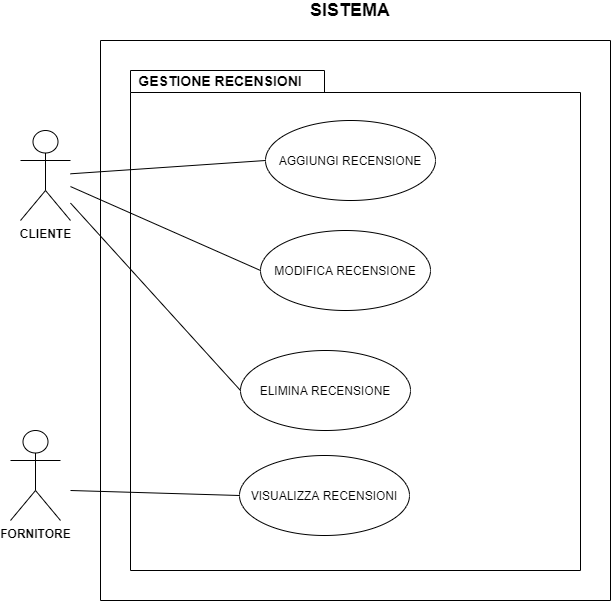 SISTEMA
GESTIONE RECENSIONI
AGGIUNGI RECENSIONE
CLIENTE
MODIFICA RECENSIONE
ELIMINA RECENSIONE
VISUALIZZA RECENSIONI
FORNITORE